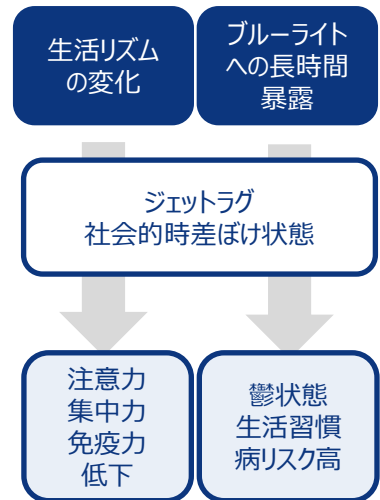 生活リズム
の変化
ブルーライト
への長時間
暴露
ジェットラグ
社会的時差ぼけ状態
注意力
集中力
免疫力
低下
鬱状態
生活習慣
病リスク高